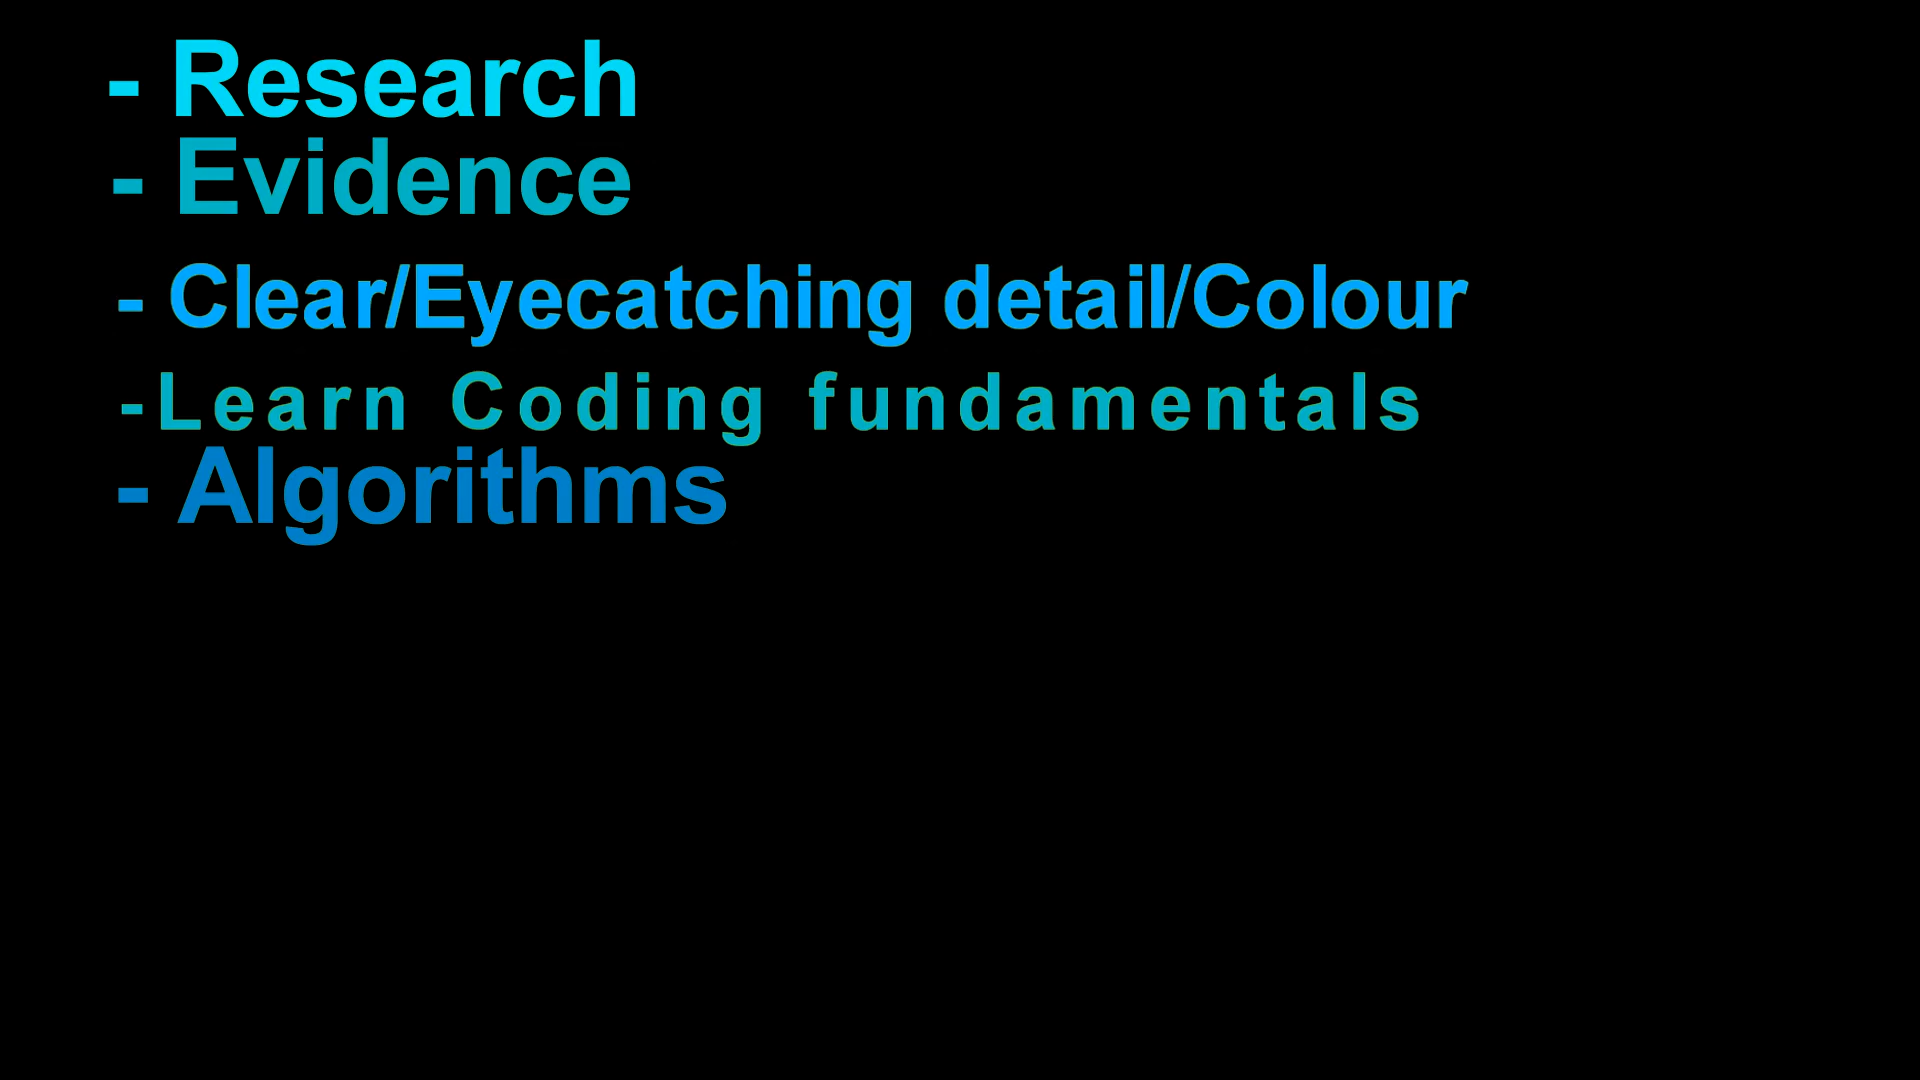 - Research
- Evidence
- Clear/Eyecatching detail/Colour
-Learn Coding fundamentals
- Algorithms